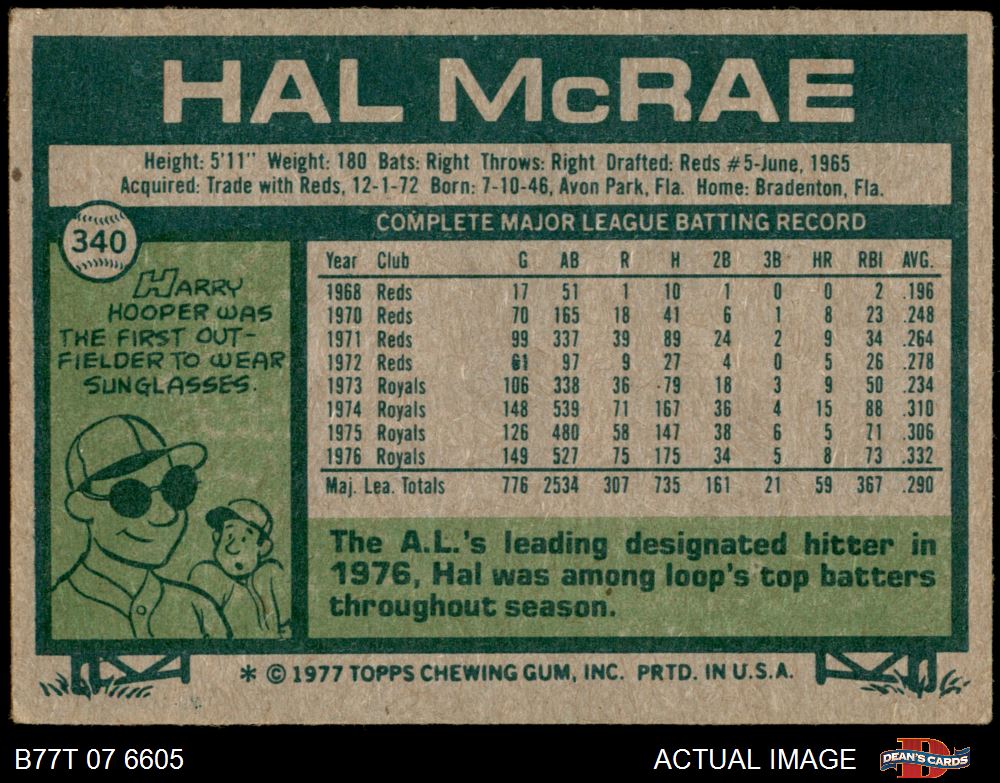 HAL McRAE
Height: 5'11" Weight: 180 Bats: Right Throws: Right Drafted: Reds #5-June, 1965
Acquired: Trade with Reds, 12-1-72 Born: 7-10-46, Avon Park, Fla. Home: Bradenton, Fla.
340
HARRY
HOOPER WAS
THE FIRST OUT-
FIELDER TO WEAR
SUNGLASSES.
COMPLETE MAJOR LEAGUE BATTING RECORD
Year Club G AB R H 2B 3B HR RBI AVG.
1968 Reds 17 51 1 10 1 0 0 2 .196
1970 Reds 70 165 18 41 6 1 8 23 .248
1971 Reds 99 337 39 89 24 2 9 34 .264
1972 Reds 61 97 9 27 4 0 5 26 .278
1973 Royals 106 338 36 79 18 3 9 50 .234
1974 Royals 148 539 71 167 36 4 15 88 .310
1975 Royals 126 480 58 147 38 6 5 71 .306
1976 Royals 149 527 75 175 34 5 8 73 .332
Maj. Lea. Totals 776 2534 307 735 161 21 59 367 .290
The A.L.'s leading designated hitter in
1976, Hal was among loop's top batters
throughout season.
* © 1977 TOPPS CHEWING GUM, INC. PRTD. IN U.S.A.
B77T 07 6605
ACTUAL IMAGE
D
DEAN'S CARDS